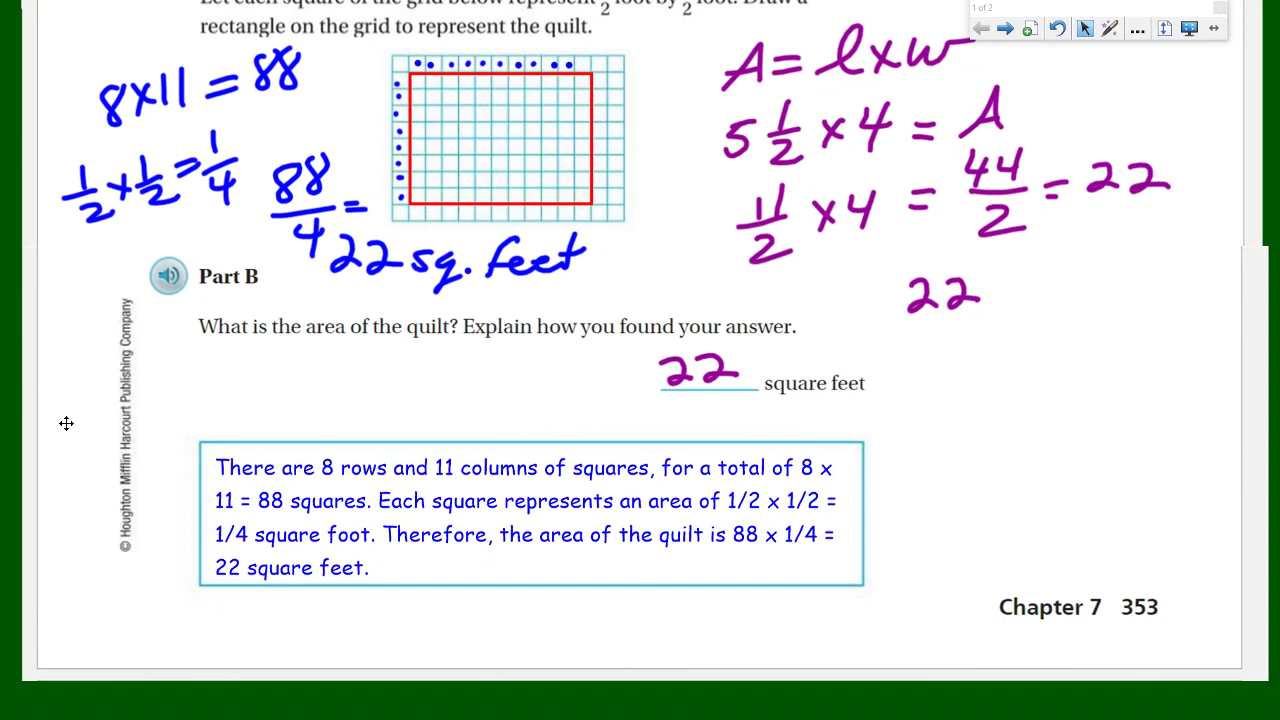 rectangle on the grid to represent the quilt.
1 of 2
8x11 = 88
1/2 x 1/2 = 1/4
88/4 =
22 sq. feet
A = l x w
5 1/2 x 4 = A
11/2 x 4 = 44/2 = 22
22
Part B
What is the area of the quilt? Explain how you found your answer.
22 square feet
There are 8 rows and 11 columns of squares, for a total of 8 x
11 = 88 squares. Each square represents an area of 1/2 x 1/2 =
1/4 square foot. Therefore, the area of the quilt is 88 x 1/4 =
22 square feet.
© Houghton Mifflin Harcourt Publishing Company
Chapter 7 353